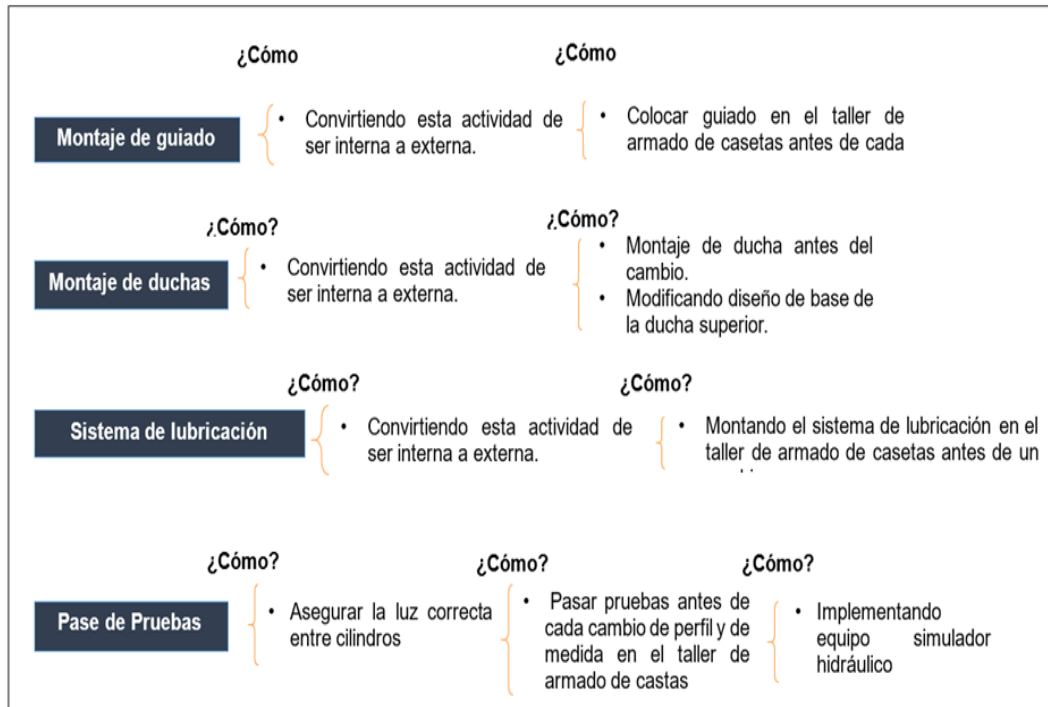 ¿Cómo
¿Cómo
Montaje de guiado
• Convirtiendo esta actividad de
ser interna a externa.
• Colocar guiado en el taller de
armado de casetas antes de cada
¿Cómo?
¿Cómo?
Montaje de duchas
• Convirtiendo esta actividad de
ser interna a externa.
• Montaje de ducha antes del
cambio.
• Modificando diseño de base de
la ducha superior.
¿Cómo?
¿Cómo?
Sistema de lubricación
• Convirtiendo esta actividad de
ser interna a externa.
• Montando el sistema de lubricación en el
taller de armado de casetas antes de un
¿Cómo?
¿Cómo?
¿Cómo?
Pase de Pruebas
• Asegurar la luz correcta
entre cilindros
• Pasar pruebas antes de
cada cambio de perfil y de
medida en el taller de
armado de castas
• Implementando
equipo simulador
hidráulico